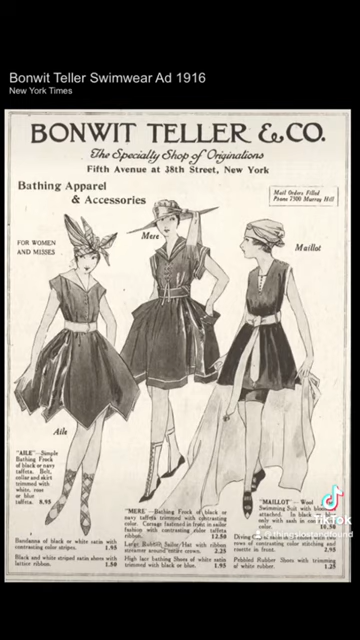 Bonwit Teller Swimwear Ad 1916
New York Times
BONWIT TELLER & CO.
The Specialty Shop of Originations
Fifth Avenue at 38th Street, New York
Bathing Apparel
& Accessories
Mail Orders Filled
Phone 7300 Murray Hill
FOR WOMEN
AND MISSES
Mere
Maillot
Aile
"AILE"—Simple
Bathing Frock
of black or navy
taffeta. Belt,
collar and skirt
trimmed with
white, rose
or blue
taffeta. 8.95
Bandanna of black or white satin with
contrasting color stripes. 1.95
Black and white striped satin shoes with
lattice ribbon. 1.50
"MERE"—Bathing Frock of black or
navy taffeta trimmed with contrasting
color. Corsage fastened in front in sailor
fashion with contrasting color taffeta
ribbon. 12.50
Large Rubber Sailor Hat with ribbon
streamer around entire crown. 2.25
High lace bathing Shoes of white satin
trimmed with black or blue. 1.95
"MAILLOT"—Wool
Swimming Suit with
attached. In black
only with sash in
color. 10.50
Diving
rows of contrasting color stitching and
rosette in front. 2.95
Pebbled Rubber Shoes with trimming
of white rubber. 1.25
TikTok